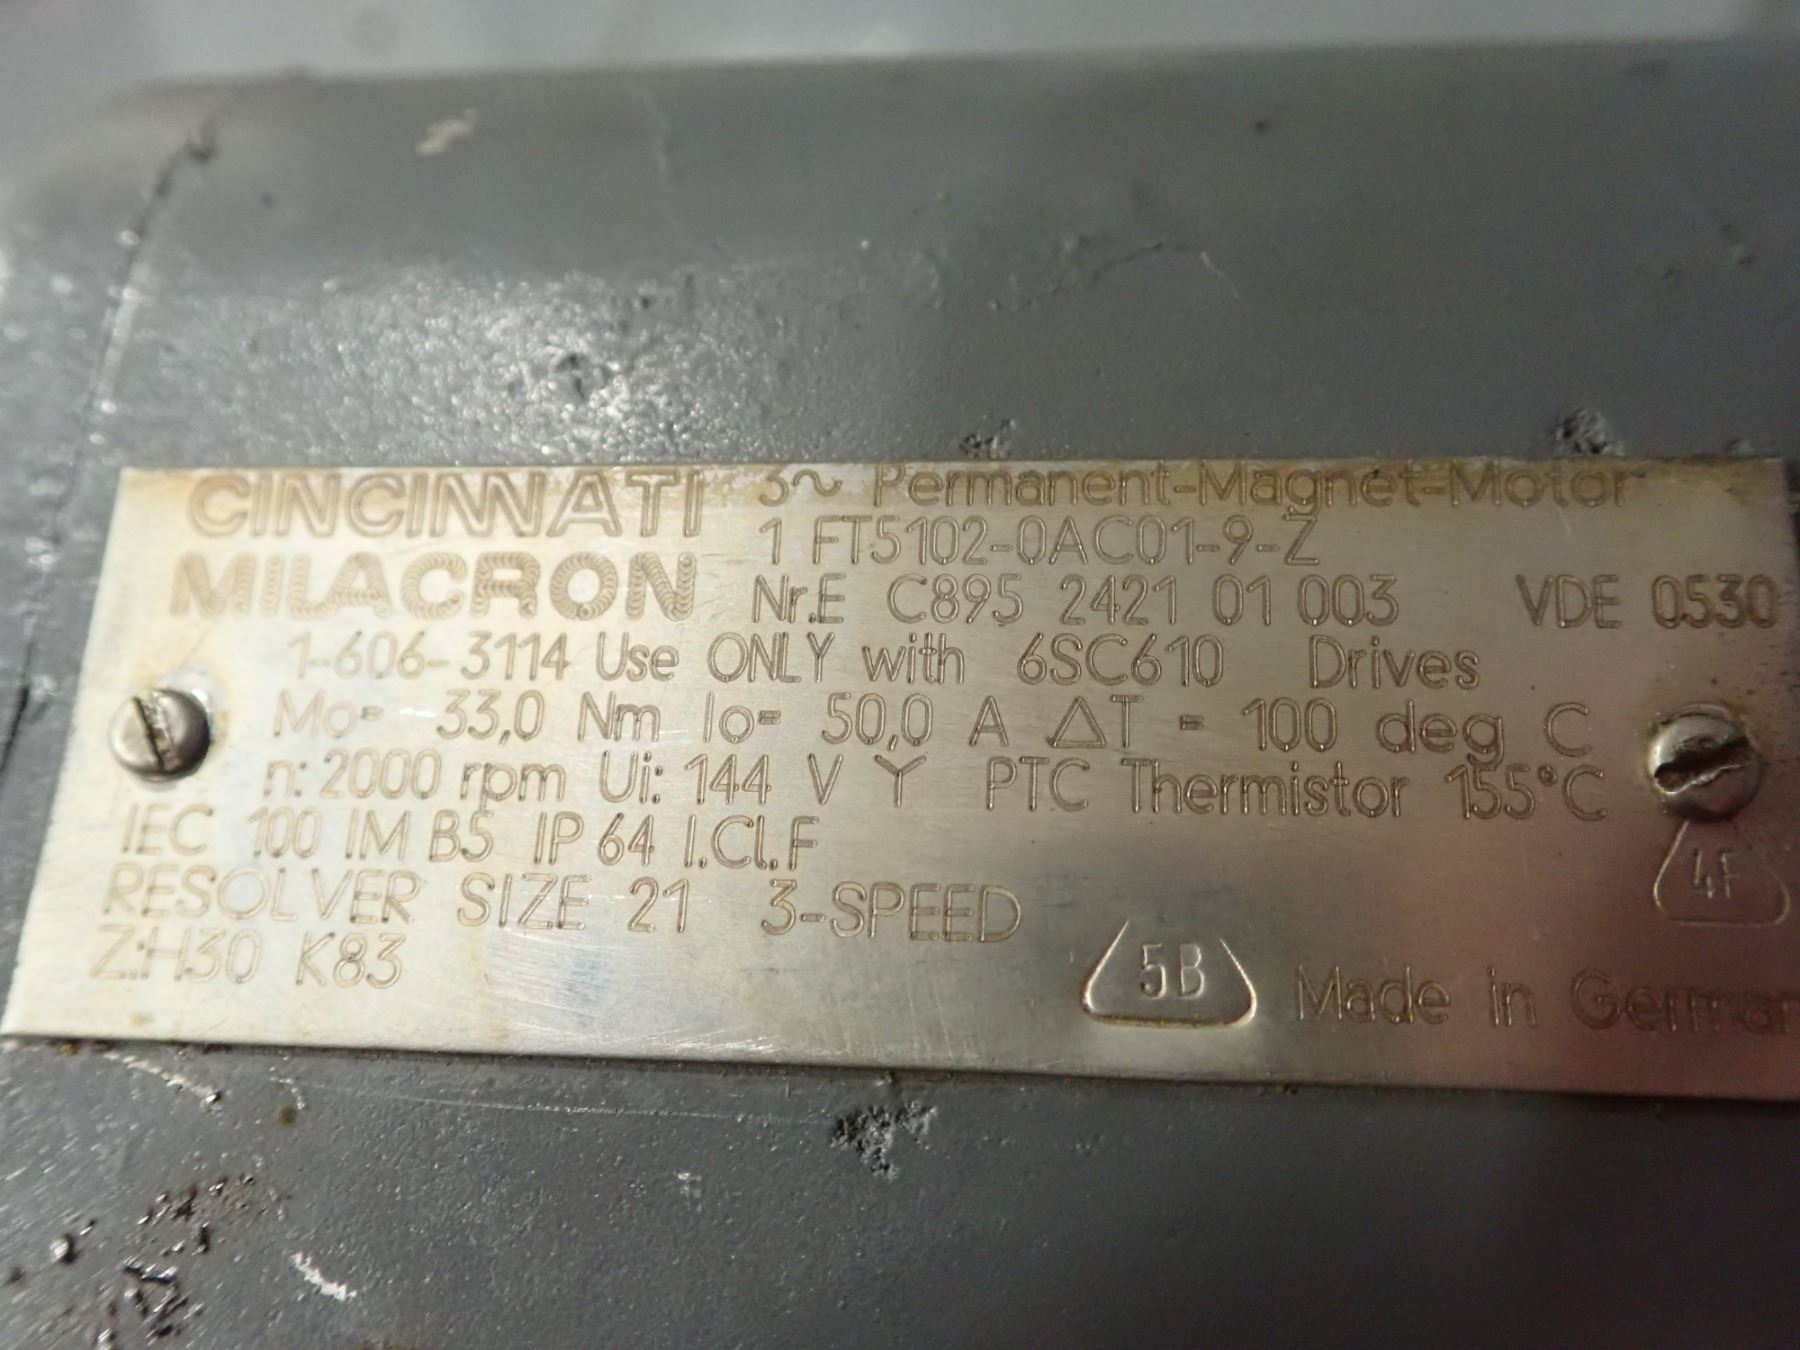 CINCINNATI 3~ Permanent-Magnet-Motor
MILACRON 1 FT5102-0AC01-9-Z
Nr.E C895 2421 01 003 VDE 0530
1-606-3114 Use ONLY with 6SC610 Drives
Mo= 33,0 Nm Io= 50,0 A ΔT = 100 deg C
n: 2000 rpm Ui: 144 V Y PTC Thermistor 155°C
IEC 100 IM B5 IP 64 I.Cl.F
RESOLVER SIZE 21 3-SPEED
Z:H30 K83
4F
5B
Made in German